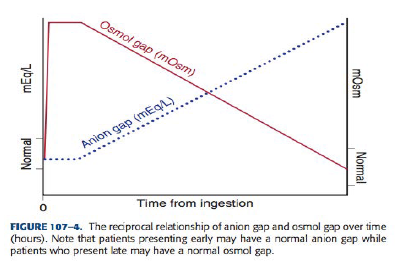 Osmol gap (mOsm)
Anion gap (mEq/L)
mEq/L
Normal
mOsm
Normal
0
Time from ingestion
FIGURE 107–4. The reciprocal relationship of anion gap and osmol gap over time
(hours). Note that patients presenting early may have a normal anion gap while
patients who present late may have a normal osmol gap.